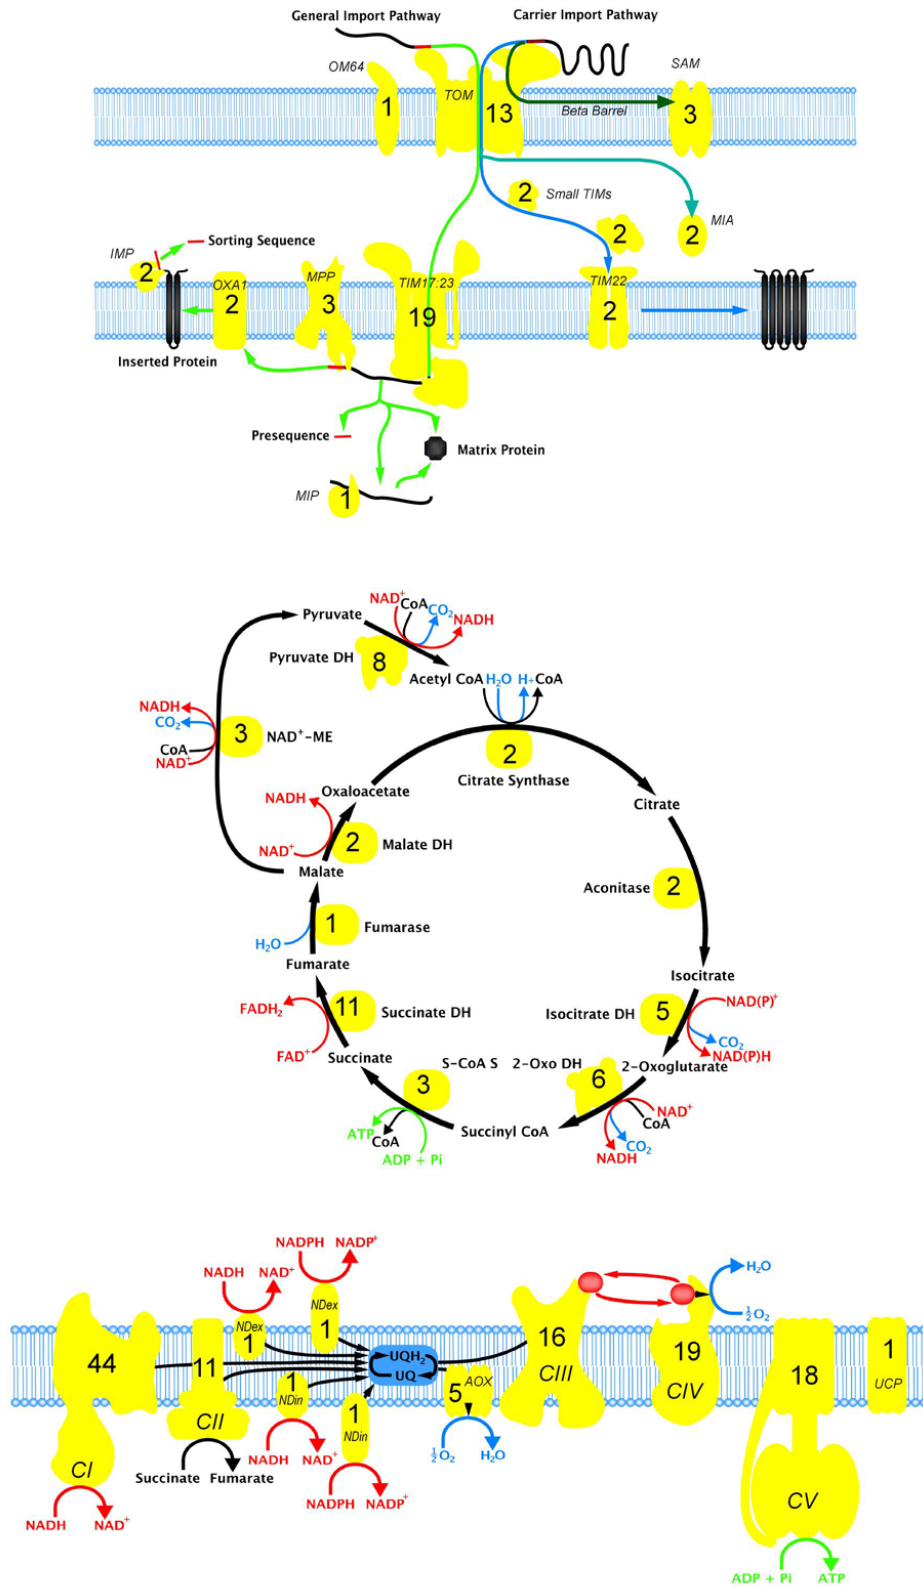 General Import Pathway
Carrier Import Pathway
OM64
SAM
TOM
1
13
3
Beta Barrel
2
Small TIMs
MIA
2
2
Sorting Sequence
IMP
2
OXA1
2
MPP
3
TIM17:23
19
TIM22
2
Inserted Protein
Presequence
Matrix Protein
MIP
1
Pyruvate
NAD⁺
CoA
CO₂
NADH
Pyruvate DH
8
Acetyl CoA
H₂O
H+
CoA
NADH
CO₂
CoA
NAD⁺
3
NAD⁺-ME
2
Citrate Synthase
Oxaloacetate
Citrate
NADH
NAD⁺
2
Malate DH
Malate
Aconitase
2
1
Fumarase
H₂O
Fumarate
Isocitrate
FADH₂
11
Succinate DH
FAD⁺
Isocitrate DH
5
NAD(P)⁺
CO₂
NAD(P)H
Succinate
S-CoA S
2-Oxo DH
2-Oxoglutarate
3
6
NAD⁺
CoA
CO₂
NADH
ATP
CoA
ADP + Pi
Succinyl CoA
NADPH
NADP⁺
NADH
NAD⁺
H₂O
½O₂
NDex
1
NDex
1
44
11
UQH₂
UQ
16
CIII
19
CIV
18
1
UCP
1
NDin
1
NDin
5
AOX
CII
CI
½O₂
H₂O
Succinate
Fumarate
NADH
NAD⁺
NADPH
NADP⁺
NADH
NAD⁺
CV
ADP + Pi
ATP